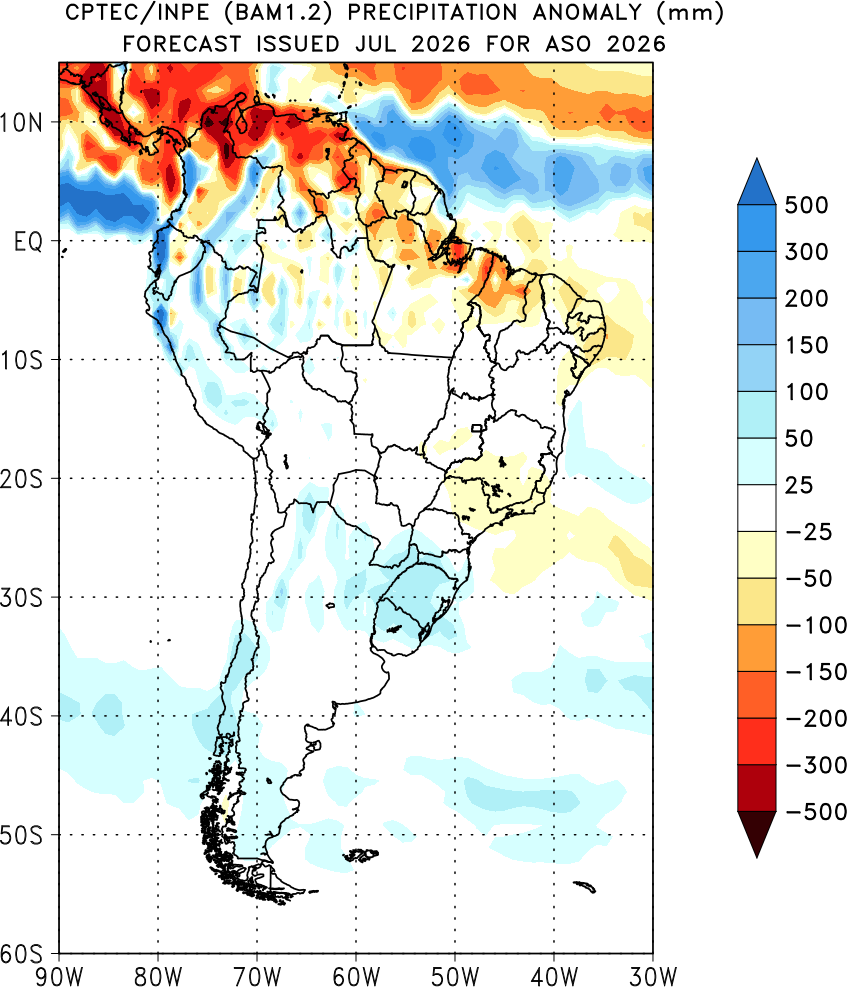 CPTEC/INPE (BAM1.2) PRECIPITATION ANOMALY (mm)
FORECAST ISSUED JUL 2026 FOR ASO 2026
10N
EQ
10S
20S
30S
40S
50S
60S
90W 80W 70W 60W 50W 40W 30W
500
300
200
150
100
50
25
−25
−50
−100
−150
−200
−300
−500